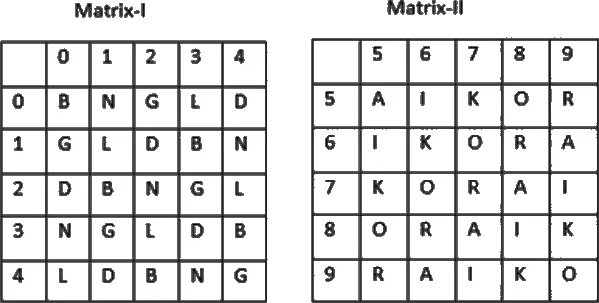 Matrix-I
0 1 2 3 4
0 B N G L D
1 G L D B N
2 D B N G L
3 N G L D B
4 L D B N G
Matrix-II
5 6 7 8 9
5 A I K O R
6 I K O R A
7 K O R A I
8 O R A I K
9 R A I K O